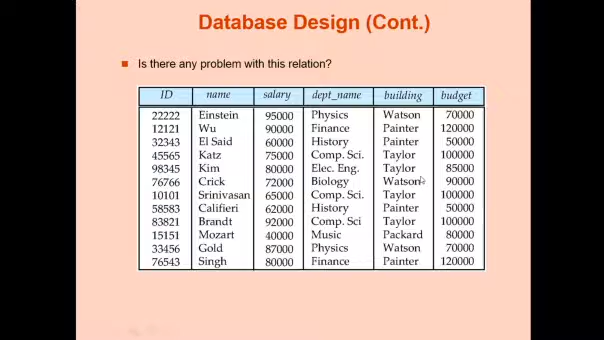 Database Design (Cont.)
Is there any problem with this relation?
ID name salary dept_name building budget
22222 Einstein 95000 Physics Watson 70000
12121 Wu 90000 Finance Painter 120000
32343 El Said 60000 History Painter 50000
45565 Katz 75000 Comp. Sci. Taylor 100000
98345 Kim 80000 Elec. Eng. Taylor 85000
76766 Crick 72000 Biology Watson 90000
10101 Srinivasan 65000 Comp. Sci. Taylor 100000
58583 Califieri 62000 History Painter 50000
83821 Brandt 92000 Comp. Sci Taylor 100000
15151 Mozart 40000 Music Packard 80000
33456 Gold 87000 Physics Watson 70000
76543 Singh 80000 Finance Painter 120000